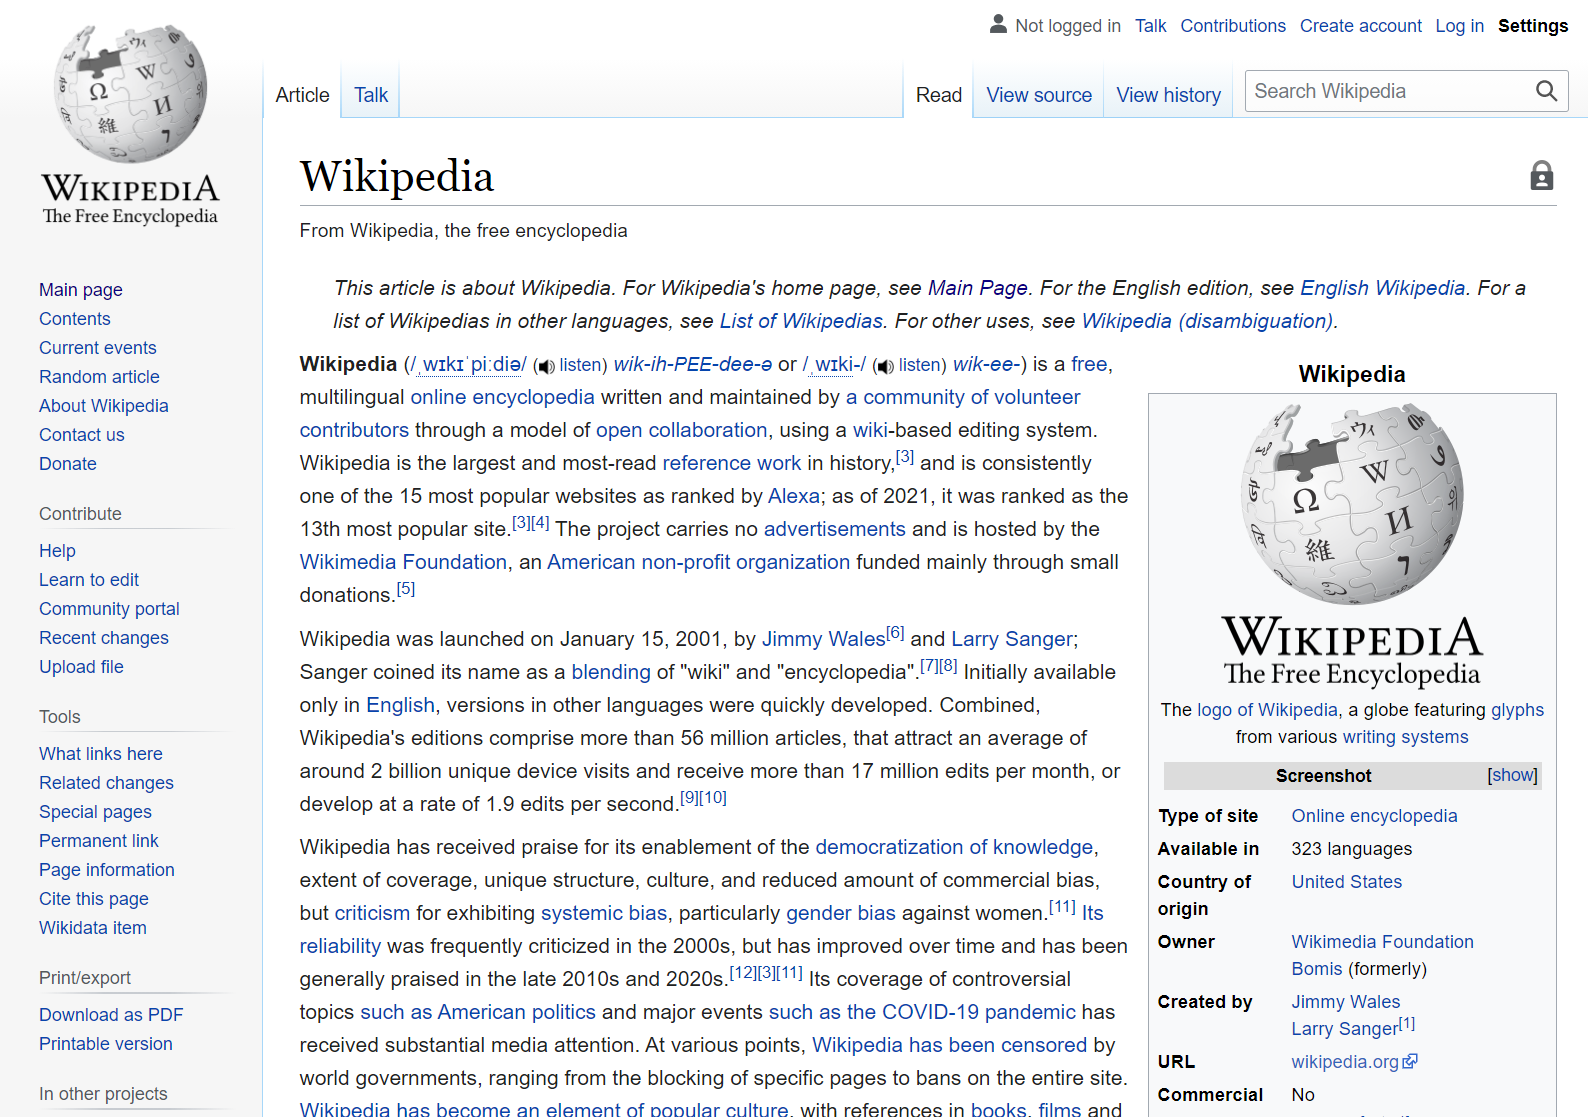 Not logged in Talk Contributions Create account Log in Settings
Article Talk Read View source View history Search Wikipedia
WIKIPEDIA
The Free Encyclopedia
Main page
Contents
Current events
Random article
About Wikipedia
Contact us
Donate
Contribute
Help
Learn to edit
Community portal
Recent changes
Upload file
Tools
What links here
Related changes
Special pages
Permanent link
Page information
Cite this page
Wikidata item
Print/export
Download as PDF
Printable version
In other projects
Wikipedia
From Wikipedia, the free encyclopedia
This article is about Wikipedia. For Wikipedia's home page, see Main Page. For the English edition, see English Wikipedia. For a
list of Wikipedias in other languages, see List of Wikipedias. For other uses, see Wikipedia (disambiguation).
Wikipedia (/ˌwɪkɪˈpiːdiə/ (listen) wik-ih-PEE-dee-ə or /ˌwɪki-/ (listen) wik-ee-) is a free,
multilingual online encyclopedia written and maintained by a community of volunteer
contributors through a model of open collaboration, using a wiki-based editing system.
Wikipedia is the largest and most-read reference work in history,[3] and is consistently
one of the 15 most popular websites as ranked by Alexa; as of 2021, it was ranked as the
13th most popular site.[3][4] The project carries no advertisements and is hosted by the
Wikimedia Foundation, an American non-profit organization funded mainly through small
donations.[5]
Wikipedia was launched on January 15, 2001, by Jimmy Wales[6] and Larry Sanger;
Sanger coined its name as a blending of "wiki" and "encyclopedia".[7][8] Initially available
only in English, versions in other languages were quickly developed. Combined,
Wikipedia's editions comprise more than 56 million articles, that attract an average of
around 2 billion unique device visits and receive more than 17 million edits per month, or
develop at a rate of 1.9 edits per second.[9][10]
Wikipedia has received praise for its enablement of the democratization of knowledge,
extent of coverage, unique structure, culture, and reduced amount of commercial bias,
but criticism for exhibiting systemic bias, particularly gender bias against women.[11] Its
reliability was frequently criticized in the 2000s, but has improved over time and has been
generally praised in the late 2010s and 2020s.[12][3][11] Its coverage of controversial
topics such as American politics and major events such as the COVID-19 pandemic has
received substantial media attention. At various points, Wikipedia has been censored by
world governments, ranging from the blocking of specific pages to bans on the entire site.
Wikipedia has become an element of popular culture, with references in books, films and
Wikipedia
Ω W И 維 ウィ
WIKIPEDIA
The Free Encyclopedia
The logo of Wikipedia, a globe featuring glyphs
from various writing systems
Screenshot [show]
Type of site Online encyclopedia
Available in 323 languages
Country of origin United States
Owner Wikimedia Foundation
Bomis (formerly)
Created by Jimmy Wales
Larry Sanger[1]
URL wikipedia.org
Commercial No